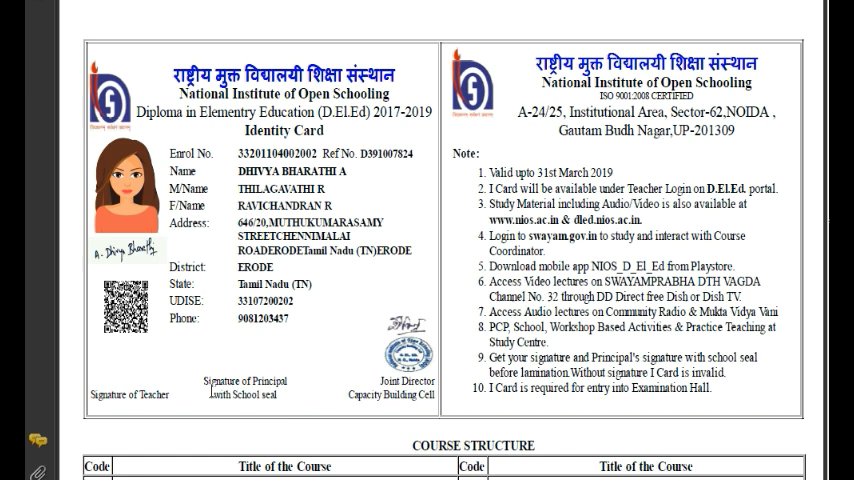 राष्ट्रीय मुक्त विद्यालयी शिक्षा संस्थान
National Institute of Open Schooling
Diploma in Elementry Education (D.El.Ed) 2017-2019
Identity Card
Enrol No. 33201104002002 Ref No. D391007824
Name DHIVYA BHARATHI A
M/Name THILAGAVATHI R
F/Name RAVICHANDRAN R
Address: 646/20,MUTHUKUMARASAMY
STREETCHENNIMALAI
ROADERODETamil Nadu (TN)ERODE
District: ERODE
State: Tamil Nadu (TN)
UDISE: 33107200202
Phone: 9081203437
A. Dhivya Bharathi
Signature of Teacher
Signature of Principal
with School seal
Joint Director
Capacity Building Cell
राष्ट्रीय मुक्त विद्यालयी शिक्षा संस्थान
National Institute of Open Schooling
ISO 9001:2008 CERTIFIED
A-24/25, Institutional Area, Sector-62,NOIDA ,
Gautam Budh Nagar,UP-201309
Note:
1. Valid upto 31st March 2019
2. I Card will be available under Teacher Login on D.El.Ed. portal.
3. Study Material including Audio/Video is also available at
www.nios.ac.in & dled.nios.ac.in.
4. Login to swayam.gov.in to study and interact with Course
Coordinator.
5. Download mobile app NIOS_D_El_Ed from Playstore.
6. Access Video lectures on SWAYAMPRABHA DTH VAGDA
Channel No. 32 through DD Direct free Dish or Dish TV.
7. Access Audio lectures on Community Radio & Mukta Vidya Vani
8. PCP, School, Workshop Based Activities & Practice Teaching at
Study Centre.
9. Get your signature and Principal's signature with school seal
before lamination.Without signature I Card is invalid.
10. I Card is required for entry into Examination Hall.
COURSE STRUCTURE
Code Title of the Course Code Title of the Course